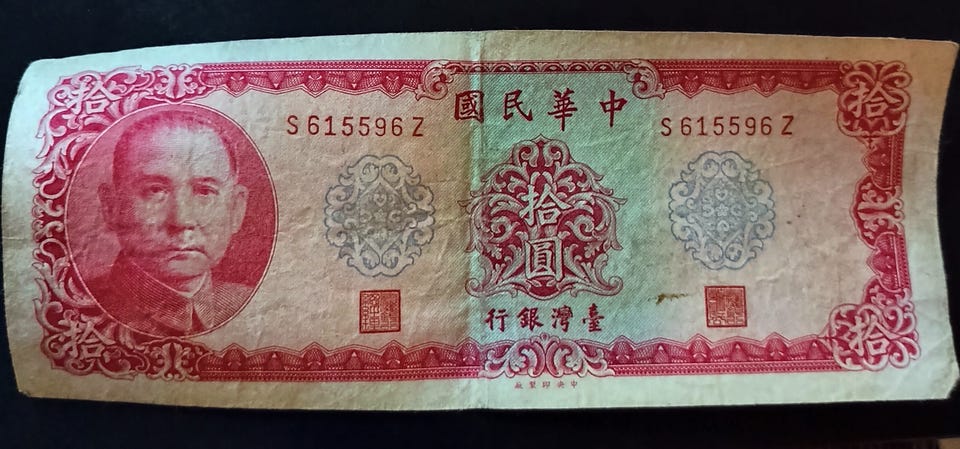 拾 拾
中華民國
S615596Z S615596Z
拾圓
臺灣銀行
拾 拾
中央印製廠